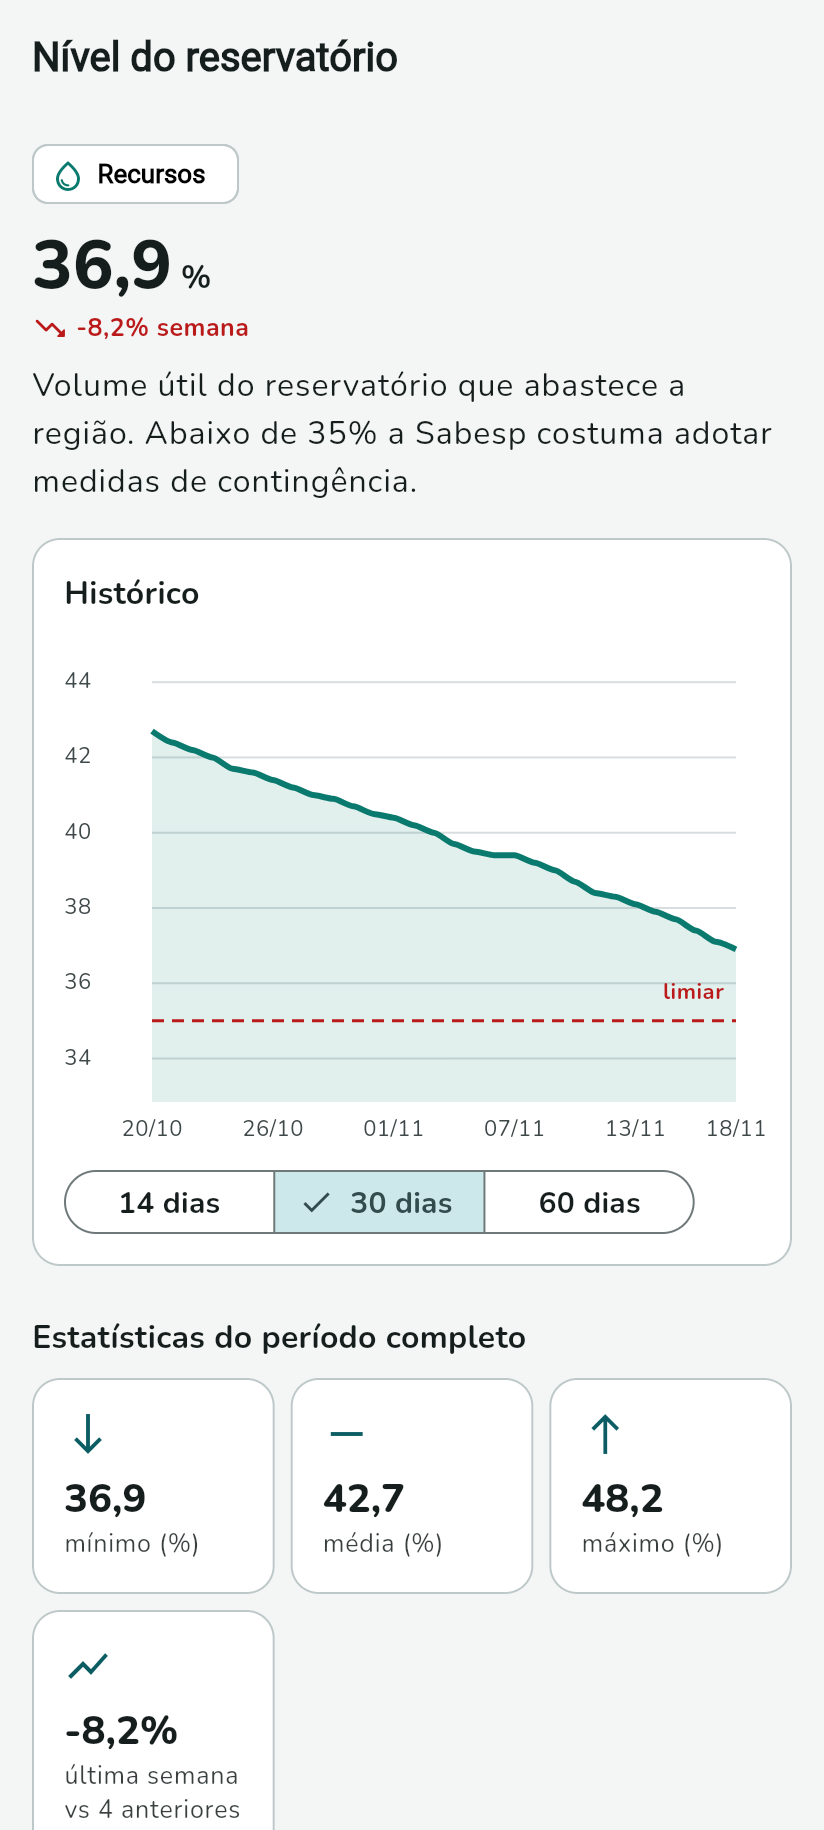 Nível do reservatório
Recursos
36,9 %
-8,2% semana
Volume útil do reservatório que abastece a
região. Abaixo de 35% a Sabesp costuma adotar
medidas de contingência.
Histórico
44
42
40
38
36
limiar
34
20/10 26/10 01/11 07/11 13/11 18/11
14 dias 30 dias 60 dias
Estatísticas do período completo
36,9 42,7 48,2
mínimo (%) média (%) máximo (%)
-8,2%
última semana
vs 4 anteriores